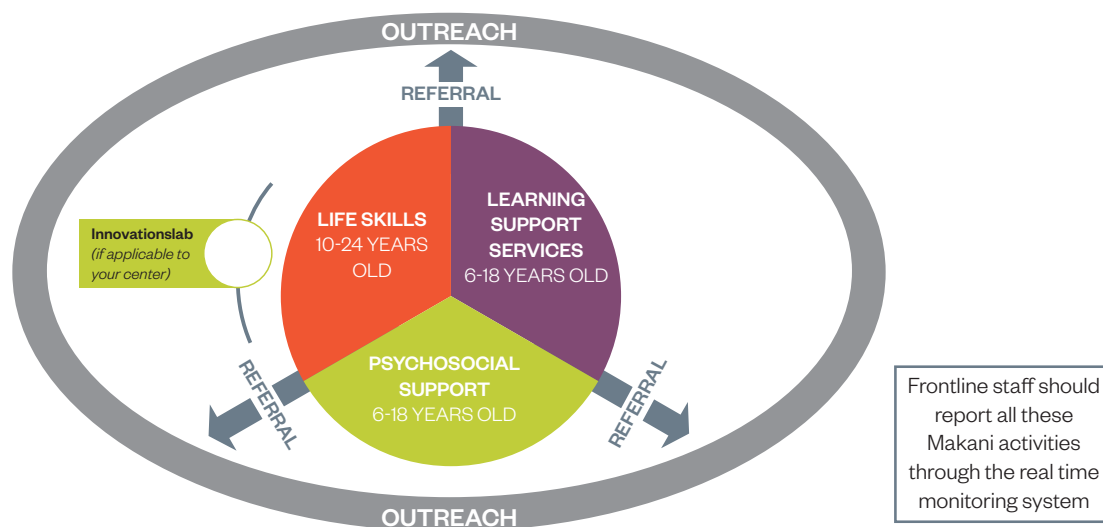 OUTREACH
REFERRAL
LIFE SKILLS
10-24 YEARS
OLD
LEARNING
SUPPORT
SERVICES
6-18 YEARS OLD
Innovationslab
(if applicable to
your center)
PSYCHOSOCIAL
SUPPORT
6-18 YEARS OLD
REFERRAL
REFERRAL
OUTREACH
Frontline staff should
report all these
Makani activities
through the real time
monitoring system